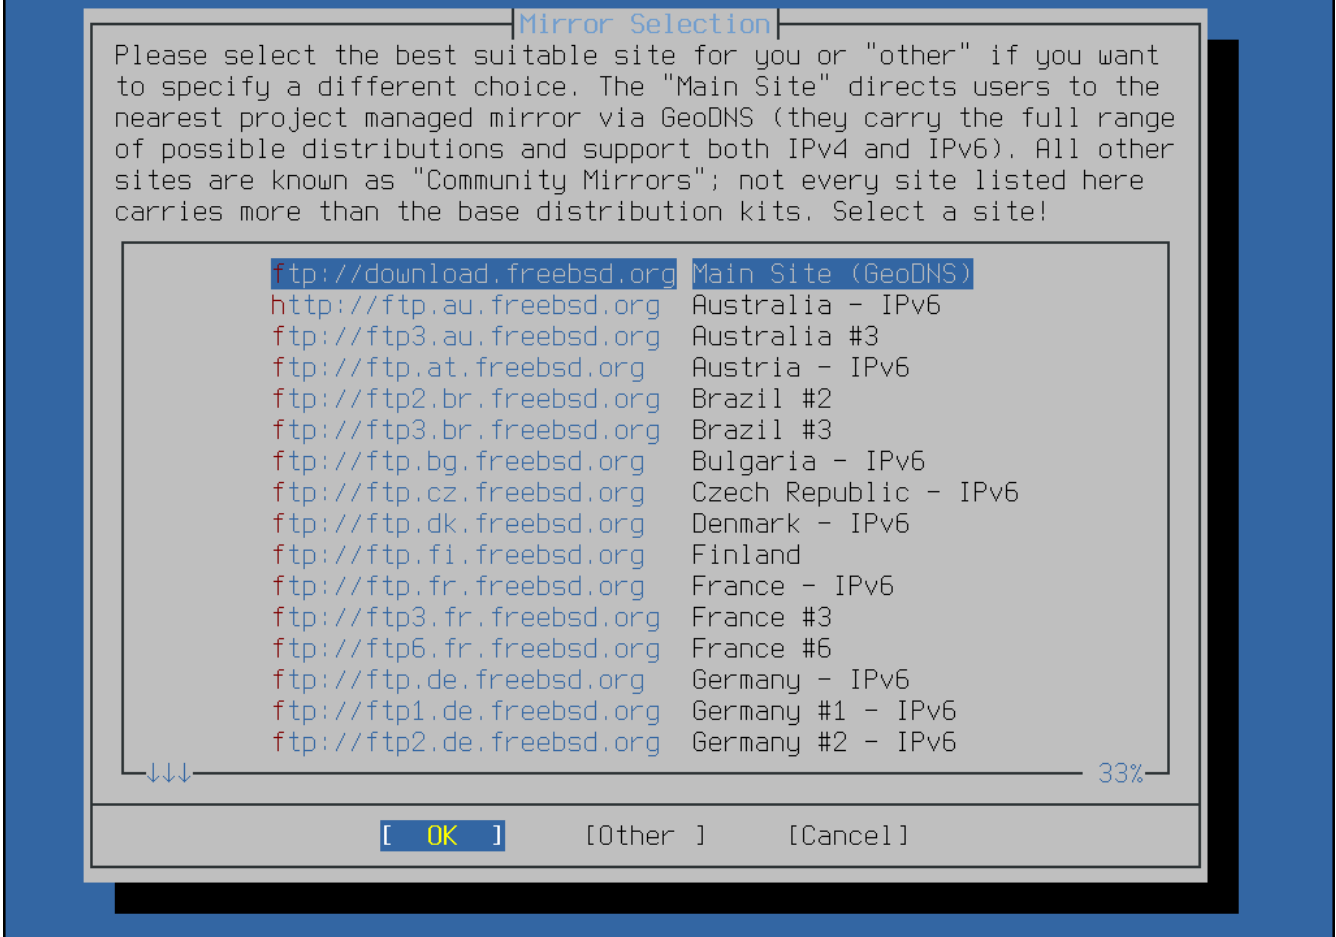 Mirror Selection
Please select the best suitable site for you or "other" if you want
to specify a different choice. The "Main Site" directs users to the
nearest project managed mirror via GeoDNS (they carry the full range
of possible distributions and support both IPv4 and IPv6). All other
sites are known as "Community Mirrors"; not every site listed here
carries more than the base distribution kits. Select a site!
ftp://download.freebsd.org Main Site (GeoDNS)
http://ftp.au.freebsd.org Australia - IPv6
ftp://ftp3.au.freebsd.org Australia #3
ftp://ftp.at.freebsd.org Austria - IPv6
ftp://ftp2.br.freebsd.org Brazil #2
ftp://ftp3.br.freebsd.org Brazil #3
ftp://ftp.bg.freebsd.org Bulgaria - IPv6
ftp://ftp.cz.freebsd.org Czech Republic - IPv6
ftp://ftp.dk.freebsd.org Denmark - IPv6
ftp://ftp.fi.freebsd.org Finland
ftp://ftp.fr.freebsd.org France - IPv6
ftp://ftp3.fr.freebsd.org France #3
ftp://ftp6.fr.freebsd.org France #6
ftp://ftp.de.freebsd.org Germany - IPv6
ftp://ftp1.de.freebsd.org Germany #1 - IPv6
ftp://ftp2.de.freebsd.org Germany #2 - IPv6
↓↓↓ 33%
[ OK ] [Other ] [Cancel]